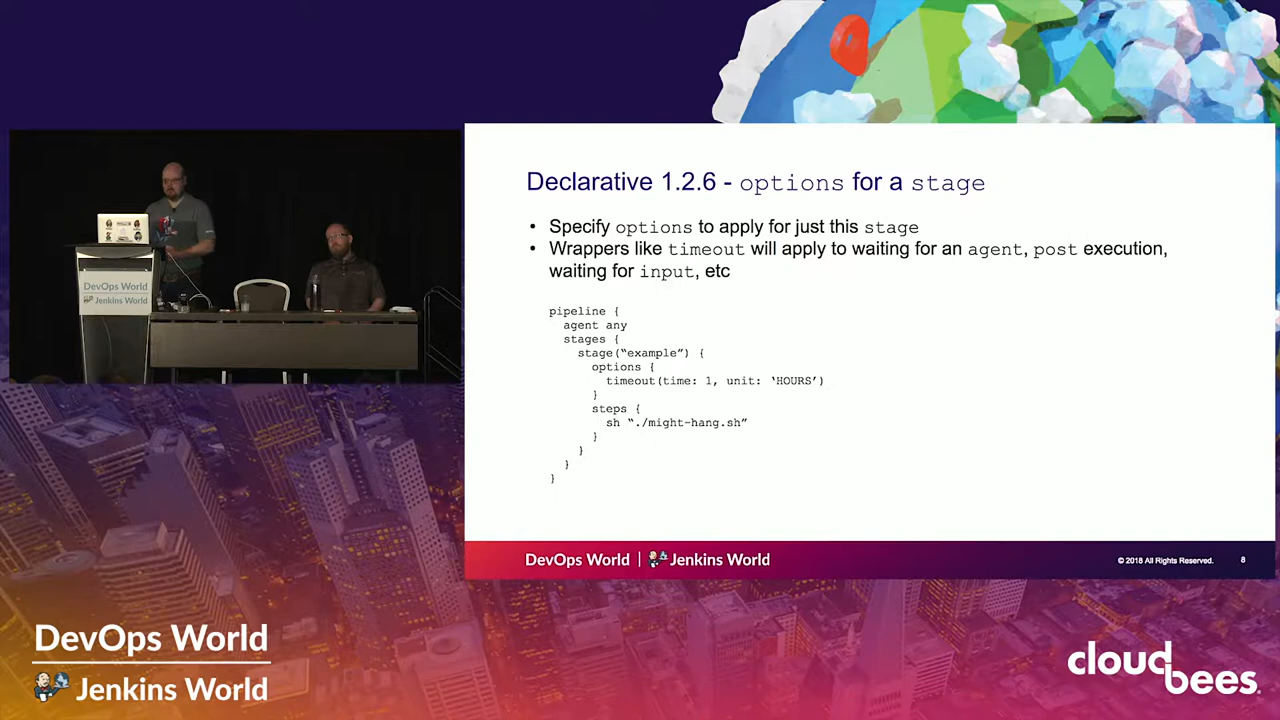 Declarative 1.2.6 - options for a stage
• Specify options to apply for just this stage
• Wrappers like timeout will apply to waiting for an agent, post execution,
waiting for input, etc
pipeline {
  agent any
  stages {
    stage(“example”) {
      options {
        timeout(time: 1, unit: ‘HOURS’)
      }
      steps {
        sh “./might-hang.sh”
      }
    }
  }
}
DevOps World | Jenkins World
© 2018 All Rights Reserved.
8
DevOps World
Jenkins World
DevOps World
Jenkins World
cloudbees.